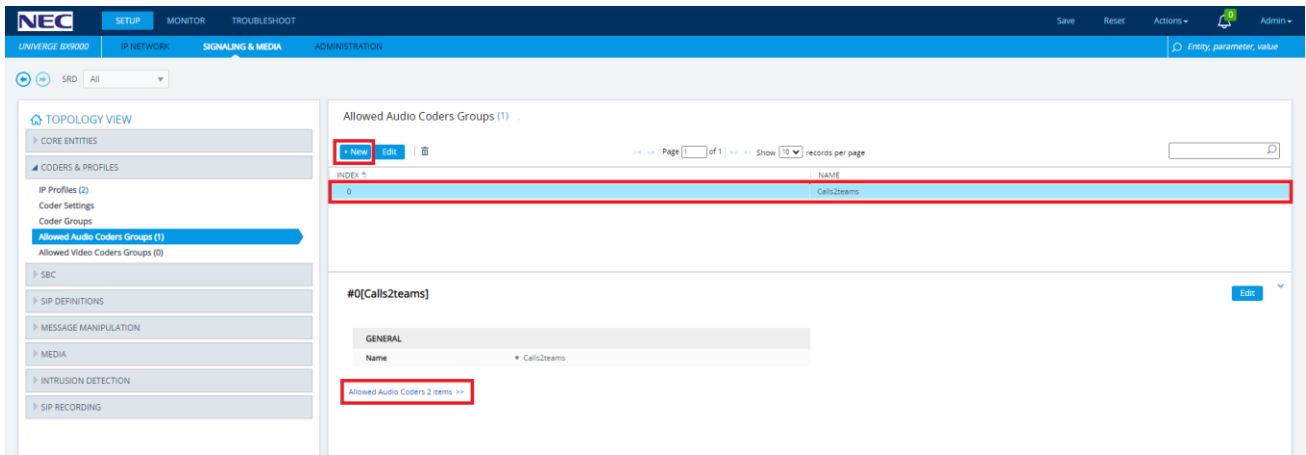 NEC SETUP MONITOR TROUBLESHOOT Save Reset Actions 0 Admin
UNIVERGE BX9000 IP NETWORK SIGNALING & MEDIA ADMINISTRATION Entity, parameter, value
SRD All
TOPOLOGY VIEW
CORE ENTITIES
CODERS & PROFILES
IP Profiles (2)
Coder Settings
Coder Groups
Allowed Audio Coders Groups (1)
Allowed Video Coders Groups (0)
SBC
SIP DEFINITIONS
MESSAGE MANIPULATION
MEDIA
INTRUSION DETECTION
SIP RECORDING
Allowed Audio Coders Groups (1) .
+ New Edit Page 1 of 1 Show 10 records per page
INDEX NAME
0 Calls2teams
#0[Calls2teams] Edit
GENERAL
Name Calls2teams
Allowed Audio Coders 2 items >>